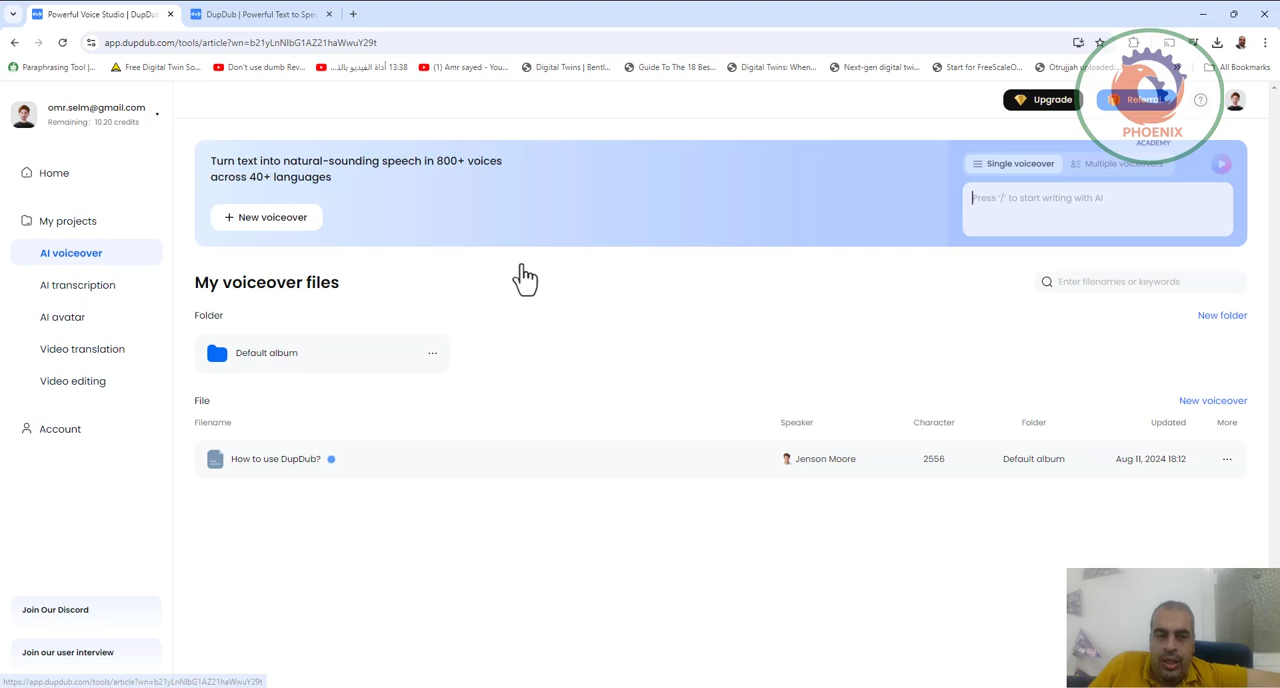 Powerful Voice Studio | DupDu
DupDub | Powerful Text to Spe
app.dupdub.com/tools/article?wn=b21yLnNIbG1AZ21haWwuY29t
Paraphrasing Tool |...
Free Digital Twin So...
Don't use dumb Rev...
13:38 أداة الفيديو بالذ...
(1) Amr sayed - You...
Digital Twins | Bentl...
Guide To The 18 Bes...
Digital Twins: When...
Next-gen digital twi...
Start for FreeScaleO...
Otrujjah uploaded:
All Bookmarks
omr.selm@gmail.com
Remaining: 10.20 credits
Upgrade
Referral
PHOENIX
ACADEMY
Home
My projects
AI voiceover
AI transcription
AI avatar
Video translation
Video editing
Account
Join Our Discord
Join our user interview
Turn text into natural-sounding speech in 800+ voices
across 40+ languages
+ New voiceover
Single voiceover
Multiple voiceovers
Press '/' to start writing with AI
My voiceover files
Enter filenames or keywords
Folder
New folder
Default album
File
New voiceover
Filename
Speaker
Character
Folder
Updated
More
How to use DupDub?
Jenson Moore
2556
Default album
Aug 11, 2024 18:12
https://app.dupdub.com/tools/article?wn=b21yLnNIbG1AZ21haWwuY29t